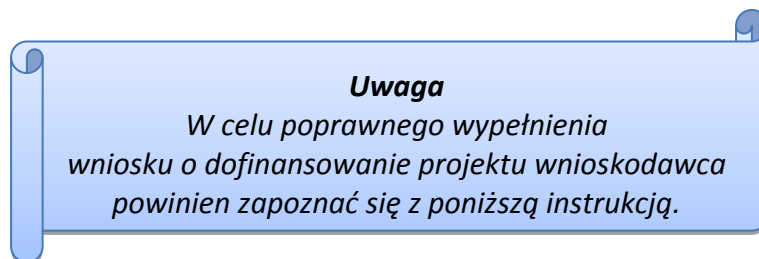 Uwaga
W celu poprawnego wypełnienia
wniosku o dofinansowanie projektu wnioskodawca
powinien zapoznać się z poniższą instrukcją.